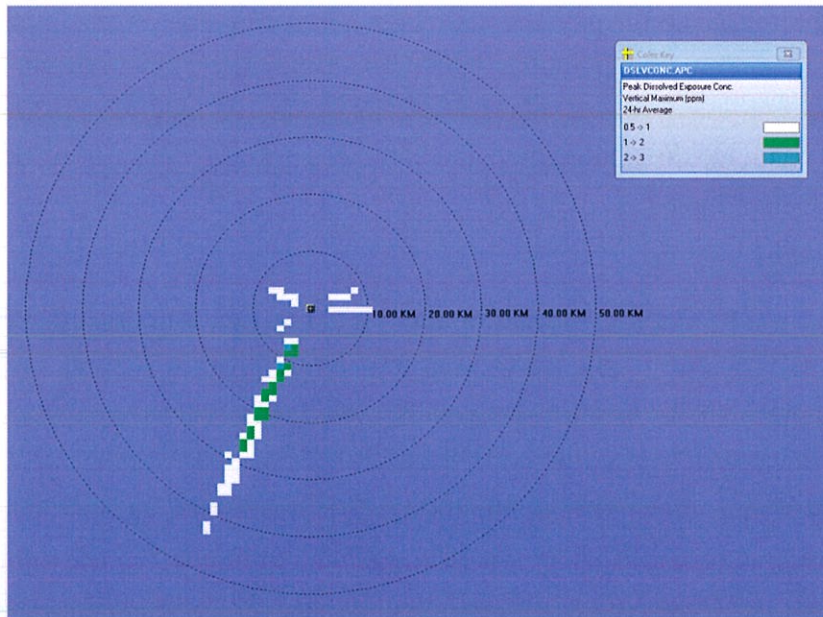 Color Key
DSLVCONC.APC
Peak Dissolved Exposure Conc.
Vertical Maximum (ppm)
24-hr Average
0.5 -> 1
1 -> 2
2 -> 3
10.00 KM 20.00 KM 30.00 KM 40.00 KM 50.00 KM